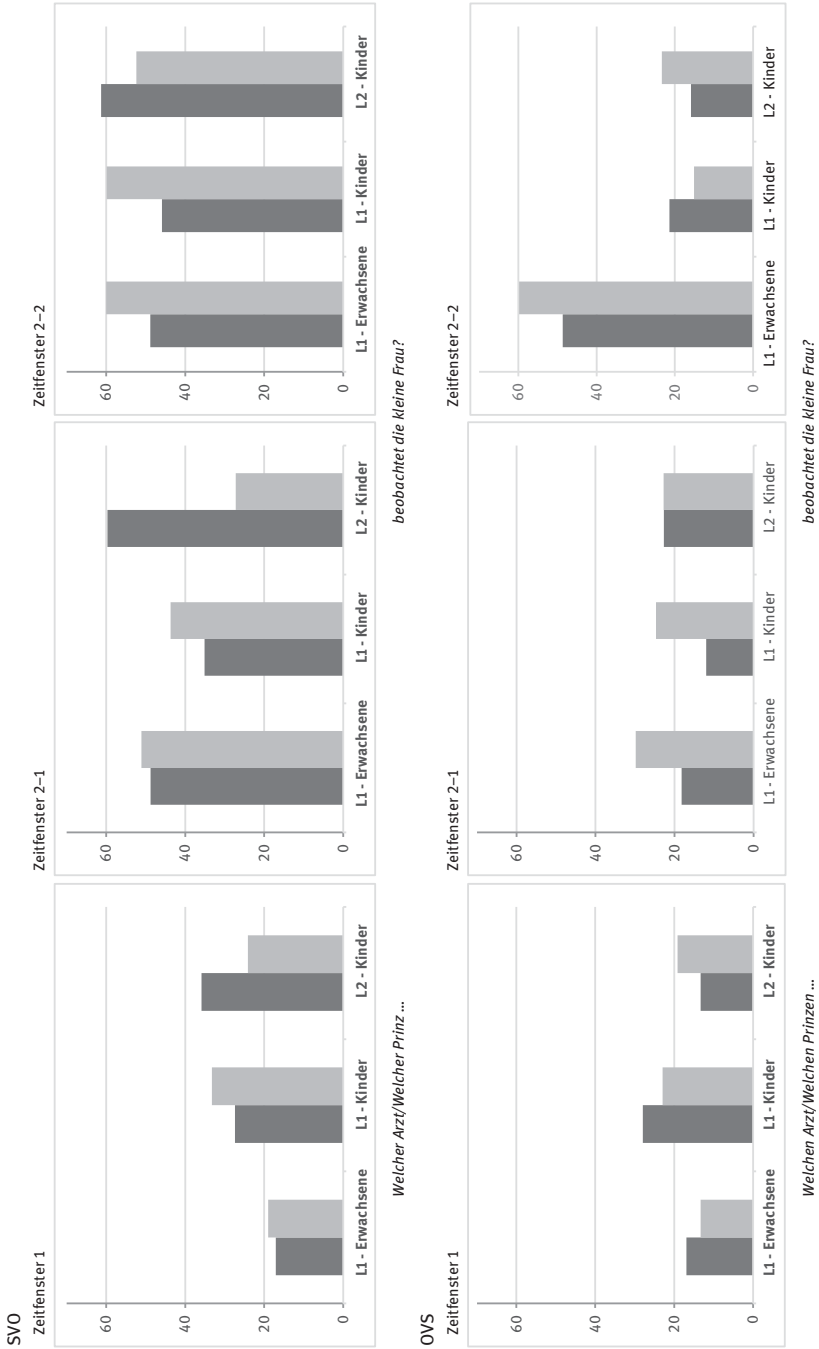 SVO
Zeitfenster 1
60
40
20
0
L1 - Erwachsene
L1 - Kinder
L2 - Kinder
Welcher Arzt/Welcher Prinz ...
Zeitfenster 2–1
60
40
20
0
L1 - Erwachsene
L1 - Kinder
L2 - Kinder
Zeitfenster 2–2
60
40
20
0
L1 - Erwachsene
L1 - Kinder
L2 - Kinder
beobachtet die kleine Frau?
OVS
Zeitfenster 1
60
40
20
0
L1 - Erwachsene
L1 - Kinder
L2 - Kinder
Welchen Arzt/Welchen Prinzen ...
Zeitfenster 2–1
60
40
20
0
L1 - Erwachsene
L1 - Kinder
L2 - Kinder
Zeitfenster 2–2
60
40
20
0
L1 - Erwachsene
L1 - Kinder
L2 - Kinder
beobachtet die kleine Frau?